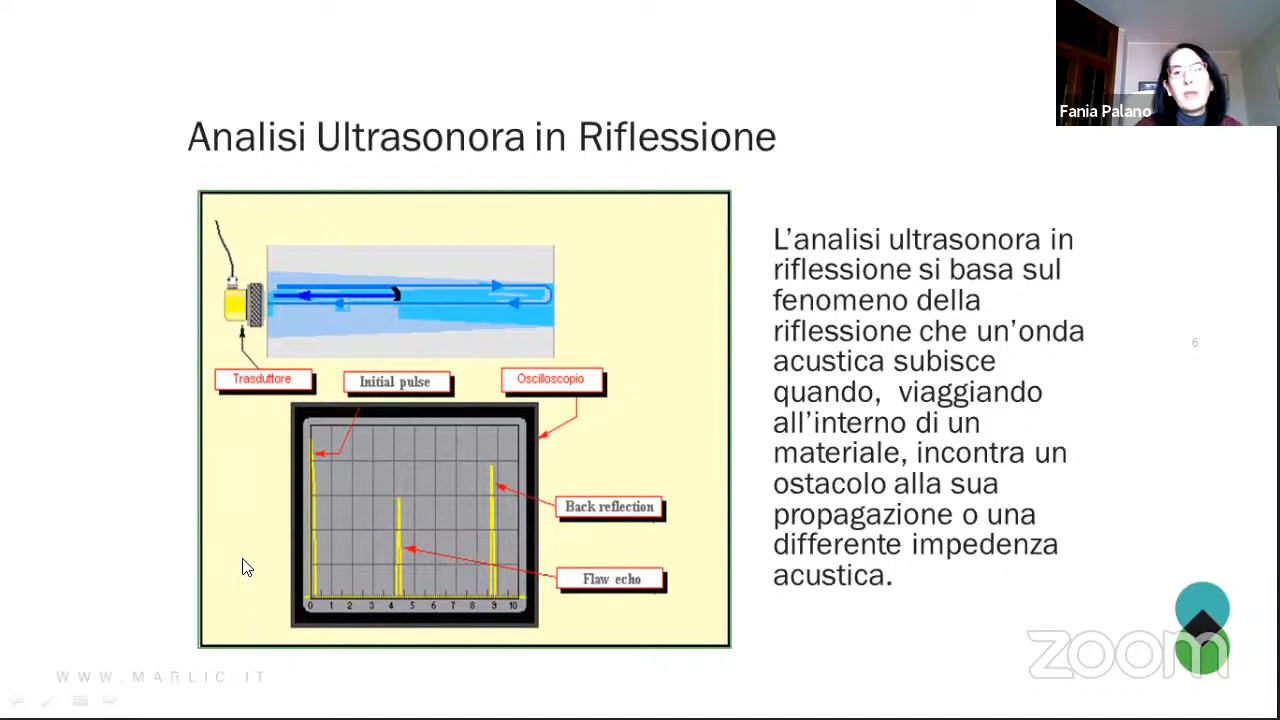 Fania Palano
Analisi Ultrasonora in Riflessione
Trasduttore
Initial pulse
Oscilloscopio
Back reflection
Flaw echo
0 1 2 3 4 5 6 7 8 9 10
L’analisi ultrasonora in
riflessione si basa sul
fenomeno della
riflessione che un’onda
acustica subisce
quando,  viaggiando
all’interno di un
materiale, incontra un
ostacolo alla sua
propagazione o una
differente impedenza
acustica.
6
zoom
WWW.MARLIC.IT